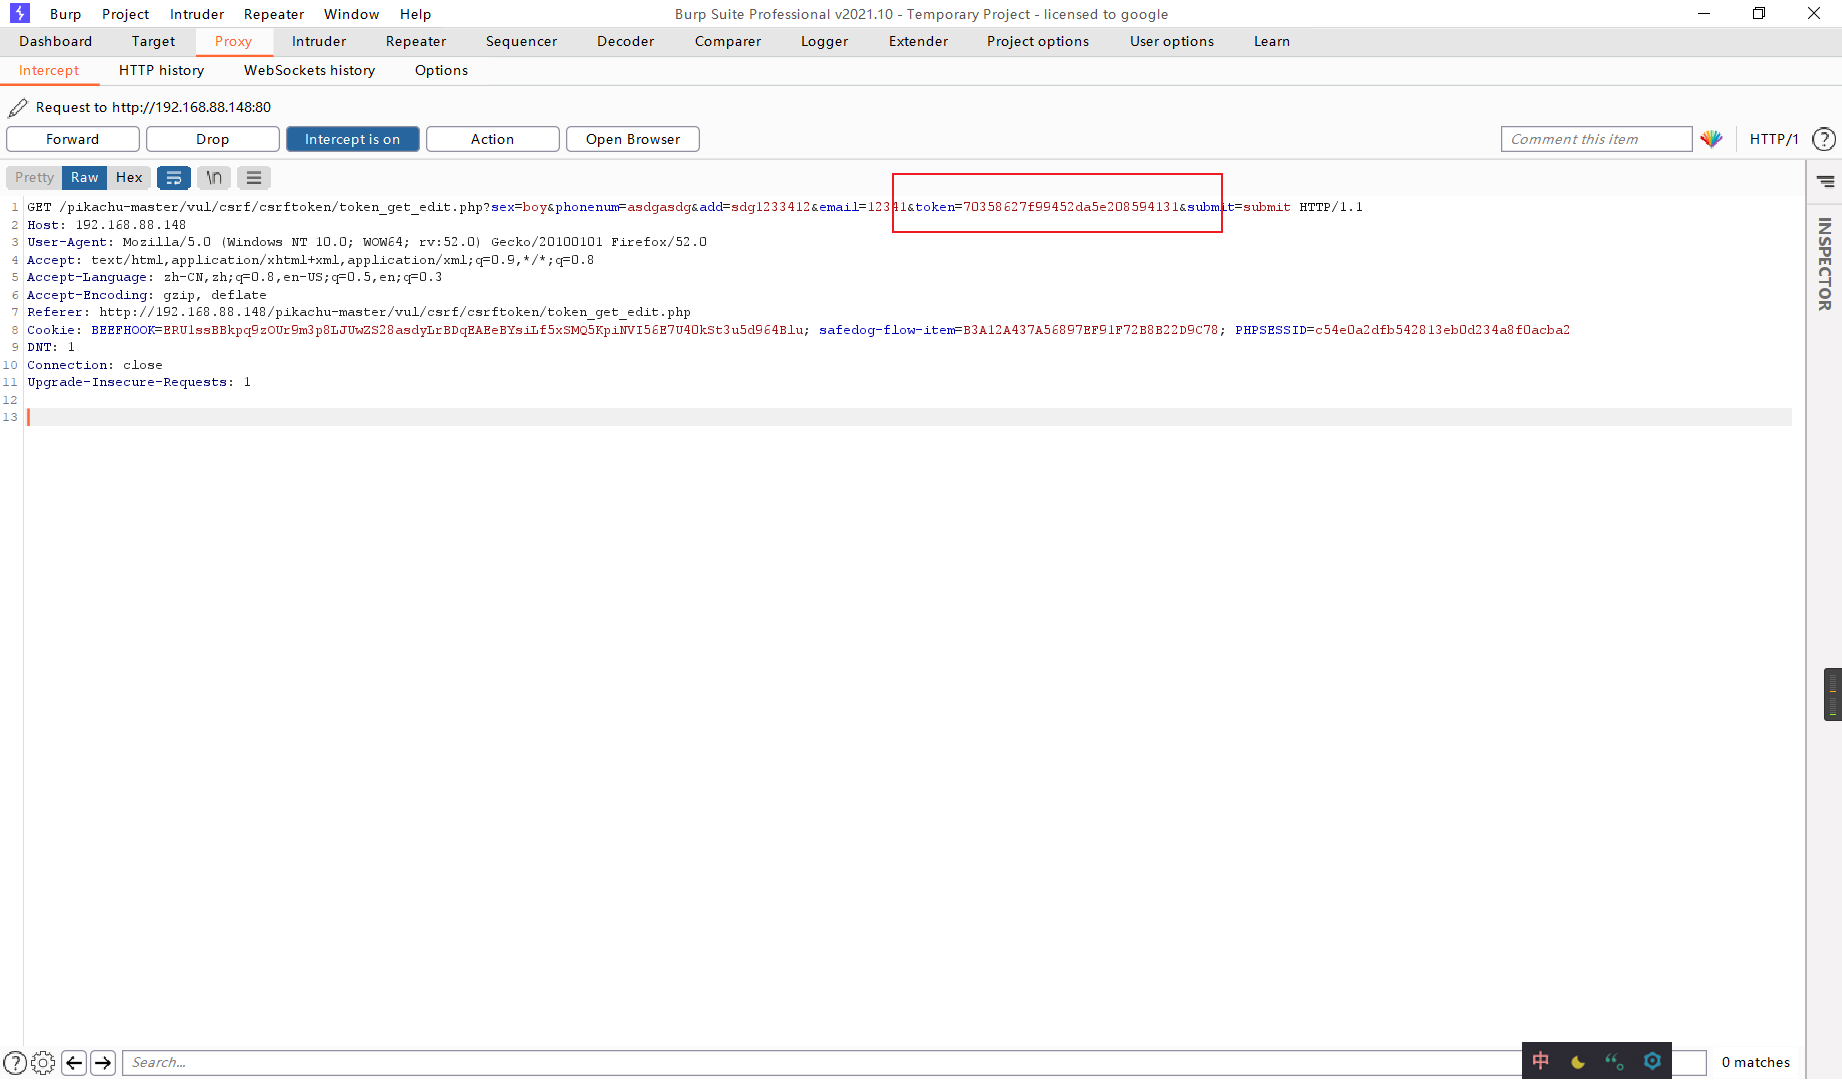 Burp Project Intruder Repeater Window Help Burp Suite Professional v2021.10 - Temporary Project - licensed to google
Dashboard Target Proxy Intruder Repeater Sequencer Decoder Comparer Logger Extender Project options User options Learn
Intercept HTTP history WebSockets history Options
Request to http://192.168.88.148:80
Forward Drop Intercept is on Action Open Browser Comment this item HTTP/1 ?
Pretty Raw Hex \n
INSPECTOR
1 GET /pikachu-master/vul/csrf/csrftoken/token_get_edit.php?sex=boy&phonenum=asdgasdg&add=sdg1233412&email=12341&token=70358627f99452da5e208594131&submit=submit HTTP/1.1
2 Host: 192.168.88.148
3 User-Agent: Mozilla/5.0 (Windows NT 10.0; WOW64; rv:52.0) Gecko/20100101 Firefox/52.0
4 Accept: text/html,application/xhtml+xml,application/xml;q=0.9,*/*;q=0.8
5 Accept-Language: zh-CN,zh;q=0.8,en-US;q=0.5,en;q=0.3
6 Accept-Encoding: gzip, deflate
7 Referer: http://192.168.88.148/pikachu-master/vul/csrf/csrftoken/token_get_edit.php
8 Cookie: BEEFHOOK=ERU1ssBBkpq9zOUr9m3p8LJUwZS28asdyLrBDqEAEeBYsiLf5xSMQ5KpiNVI56E7U4OkSt3u5d964Blu; safedog-flow-item=B3A12A437A56897EF91F72B8B22D9C78; PHPSESSID=c54e0a2dfb542813eb0d234a8f0acba2
9 DNT: 1
10 Connection: close
11 Upgrade-Insecure-Requests: 1
12
13
? Search... 中 0 matches